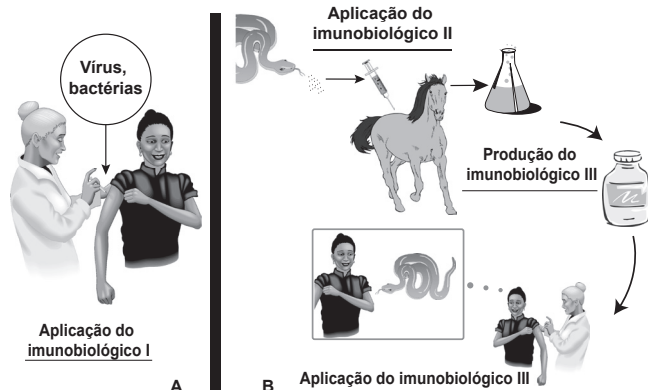 Vírus,
bactérias
Aplicação do
imunobiológico I
A
Aplicação do
imunobiológico II
Produção do
imunobiológico III
B
Aplicação do imunobiológico III